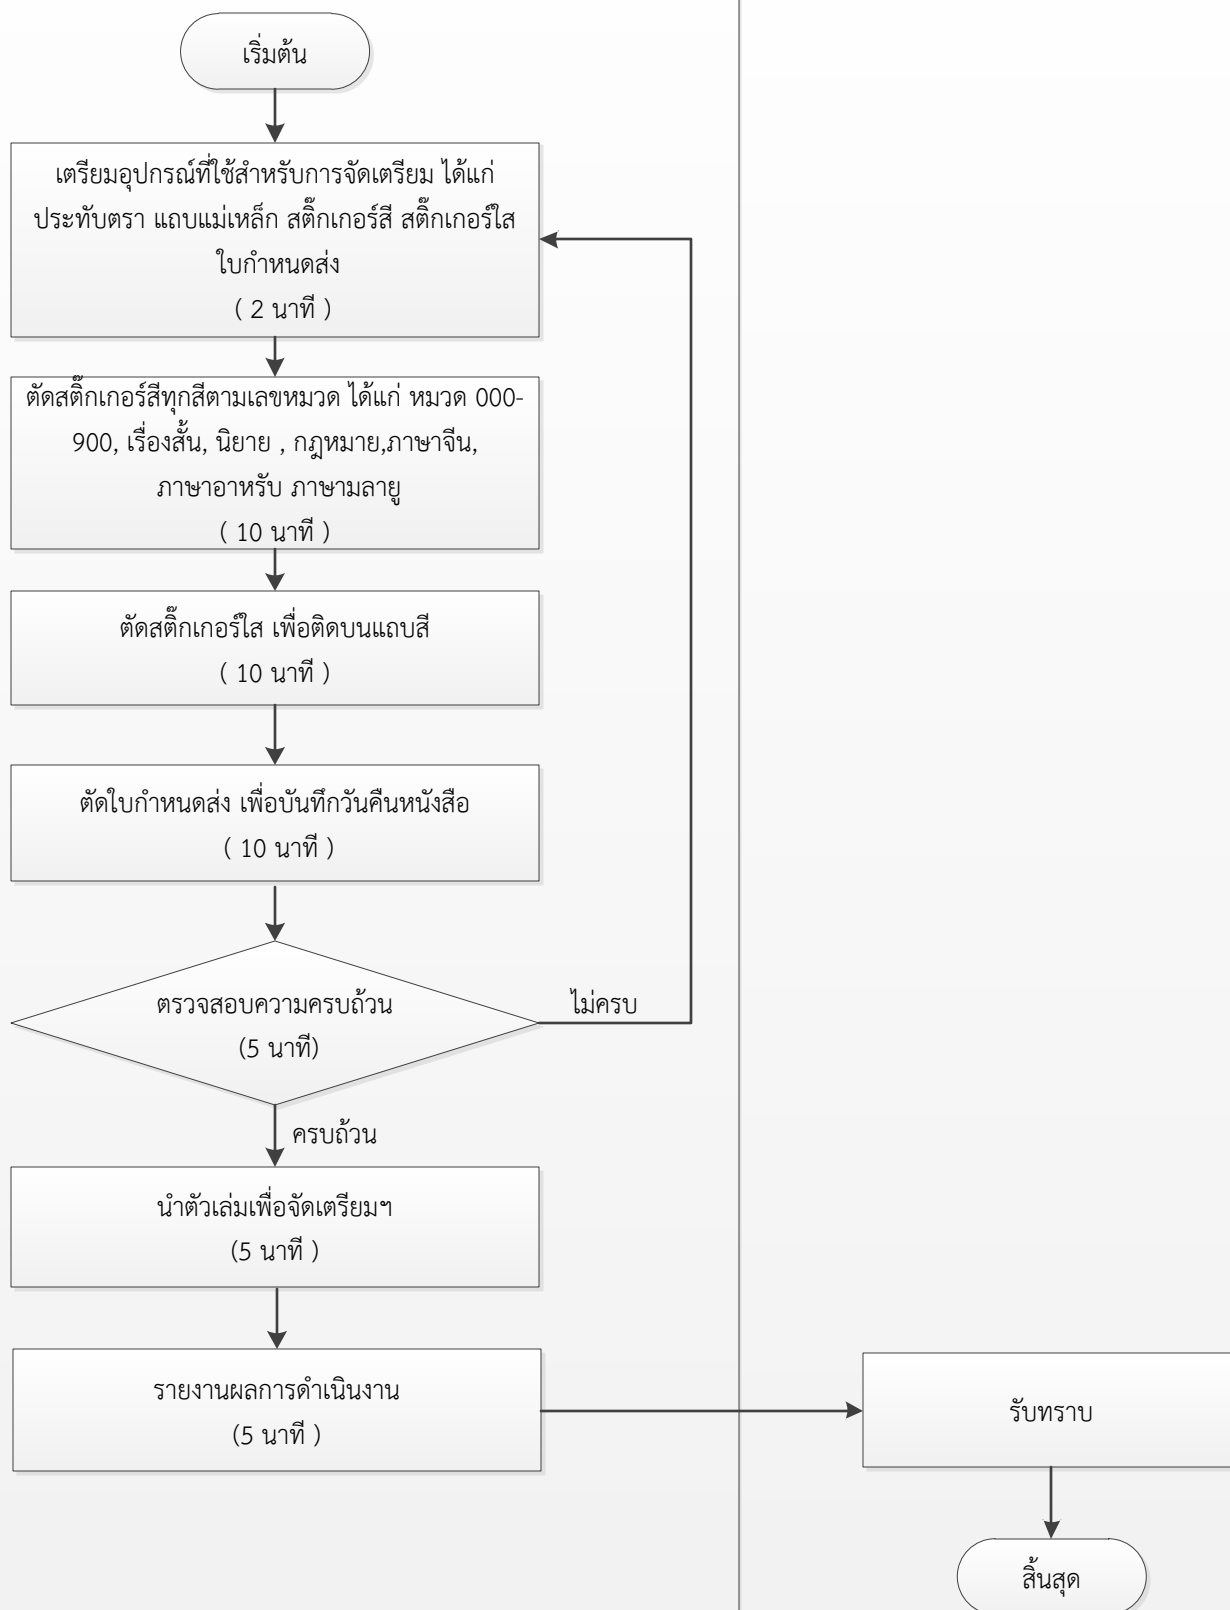 เริ่มต้น
เตรียมอุปกรณ์ที่ใช้สำหรับการจัดเตรียม ได้แก่
ประทับตรา แถบแม่เหล็ก สติ๊กเกอร์สี สติ๊กเกอร์ใส
ใบกำหนดส่ง
( 2 นาที )
ตัดสติ๊กเกอร์สีทุกสีตามเลขหมวด ได้แก่ หมวด 000-
900, เรื่องสั้น, นิยาย , กฎหมาย,ภาษาจีน,
ภาษาอาหรับ ภาษามลายู
( 10 นาที )
ตัดสติ๊กเกอร์ใส เพื่อติดบนแถบสี
( 10 นาที )
ตัดใบกำหนดส่ง เพื่อบันทึกวันคืนหนังสือ
( 10 นาที )
ตรวจสอบความครบถ้วน
(5 นาที)
ไม่ครบ
ครบถ้วน
นำตัวเล่มเพื่อจัดเตรียมฯ
(5 นาที )
รายงานผลการดำเนินงาน
(5 นาที )
รับทราบ
สิ้นสุด